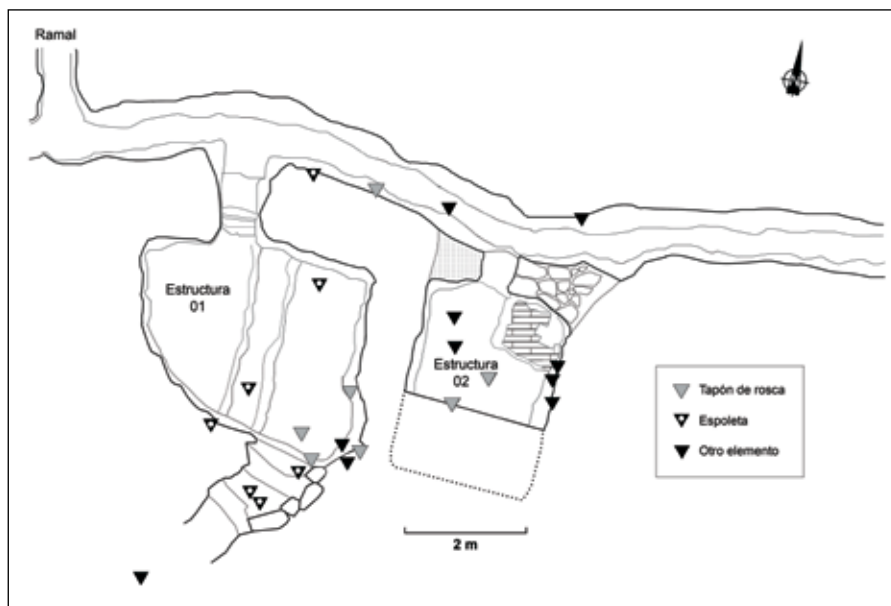 Ramal
Estructura
01
Estructura
02
Tapón de rosca
Espoleta
Otro elemento
2 m